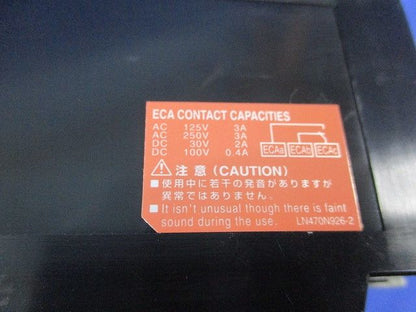 ECA CONTACT CAPACITIES
AC 125V 3A
AC 250V 3A
DC 30V 2A
DC 100V 0.4A
ECAa ECAb ECAc
⚠注意 (CAUTION)
■使用中に若干の発音がありますが
異常ではありません。
■It isn't unusual though there is faint
sound during the use. LN470N926-2